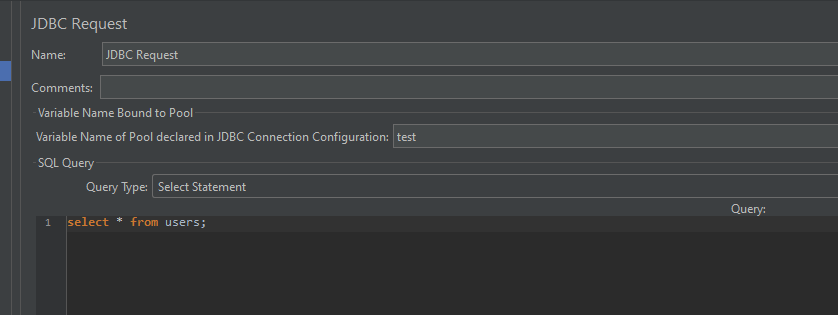 JDBC Request
Name: JDBC Request
Comments:
Variable Name Bound to Pool
Variable Name of Pool declared in JDBC Connection Configuration: test
SQL Query
Query Type: Select Statement
Query:
1 select * from users;